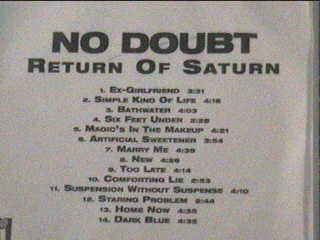 NO DOUBT
RETURN OF SATURN
1. EX-GIRLFRIEND 3:31
2. SIMPLE KIND OF LIFE 4:16
3. BATHWATER 4:03
4. SIX FEET UNDER 2:28
5. MAGIC'S IN THE MAKEUP 4:21
6. ARTIFICIAL SWEETENER 3:54
7. MARRY ME 4:39
8. NEW 4:26
9. TOO LATE 4:14
10. COMFORTING LIE 2:53
11. SUSPENSION WITHOUT SUSPENSE 4:10
12. STARING PROBLEM 2:44
13. HOME NOW 4:35
14. DARK BLUE 4:35